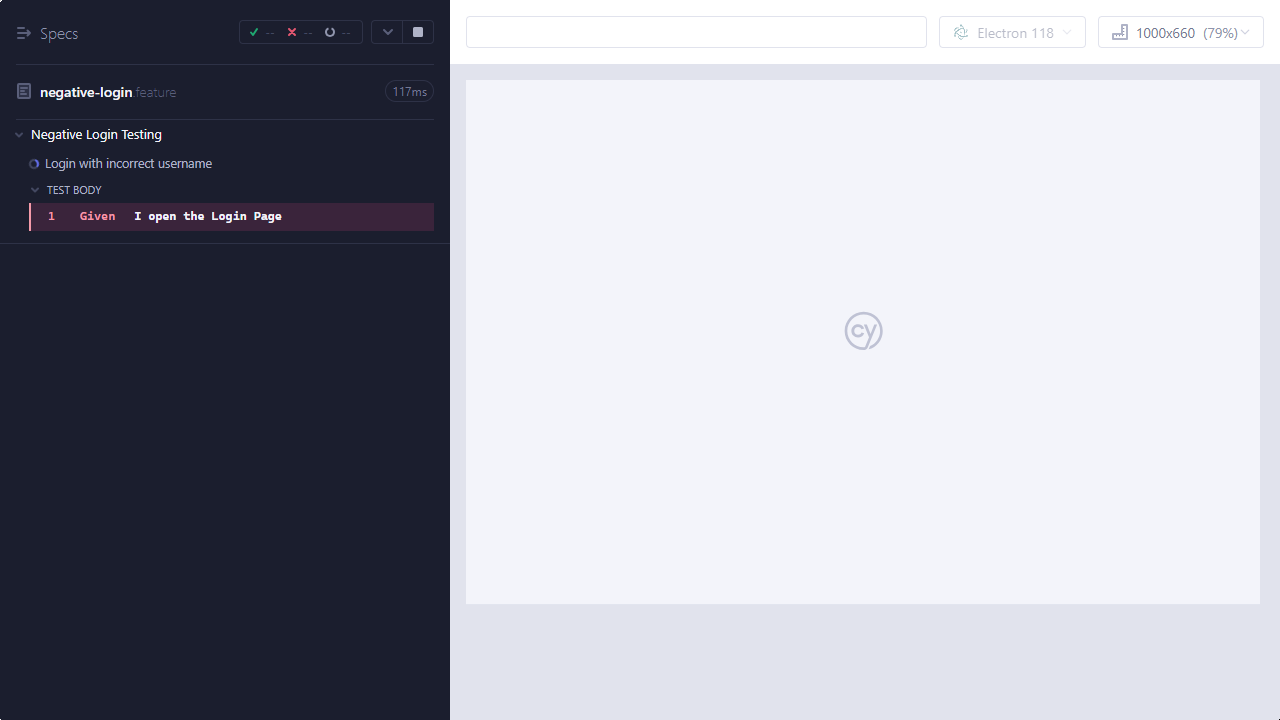 Specs
-- -- --
negative-login.feature 117ms
Negative Login Testing
Login with incorrect username
TEST BODY
1 Given I open the Login Page
Electron 118
1000x660 (79%)
cy